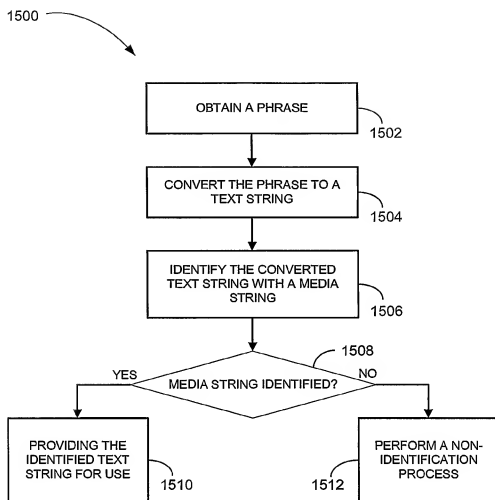 1500
OBTAIN A PHRASE
1502
CONVERT THE PHRASE TO A
TEXT STRING
1504
IDENTIFY THE CONVERTED
TEXT STRING WITH A MEDIA
STRING
1506
1508
YES
MEDIA STRING IDENTIFIED?
NO
PROVIDING THE
IDENTIFIED TEXT
STRING FOR USE
1510
PERFORM A NON-
IDENTIFICATION
PROCESS
1512